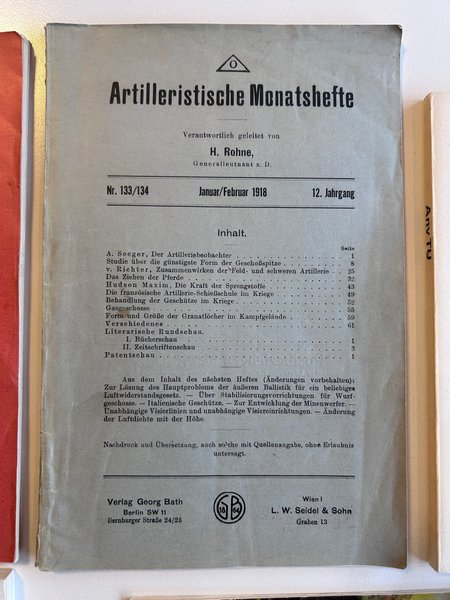 O
Artilleristische Monatshefte
Verantwortlich geleitet von
H. Rohne,
Generalleutnant z. D.
Nr. 133/134 Januar/Februar 1918 12. Jahrgang
Inhalt.
Seite
A. Seeger, Der Artilleriebeobachter 1
Studie über die günstigste Form der Geschoßspitze 8
v. Richter, Zusammenwirken der Feld- und schweren Artillerie 25
Das Ziehen der Pferde 32
Hudson Maxim, Die Kraft der Sprengstoffe 43
Die französische Artillerie-Schießschule im Kriege 49
Behandlung der Geschütze im Kriege 52
Gasgeschosse 55
Form und Größe der Granatlöcher im Kampfgelände 59
Verschiedenes 61
Literarische Rundschau.
I. Bücherschau 1
II. Zeitschriftenschau 3
Patentschau 1
Aus dem Inhalt des nächsten Heftes (Änderungen vorbehalten):
Zur Lösung des Hauptproblems der äußeren Ballistik für ein beliebiges
Luftwiderstandsgesetz. — Über Stabilisierungsvorrichtungen für Wurf-
geschosse. — Italienische Geschütze. — Zur Entwicklung der Minenwerfer. —
Unabhängige Visierlinien und unabhängige Visiereinrichtungen. — Änderung
der Luftdichte mit der Höhe.
Nachdruck und Übersetzung, auch solche mit Quellenangabe, ohne Erlaubnis
untersagt.
Verlag Georg Bath
Berlin SW 11
Bernburger Straße 24/25
18 64
Wien I
L. W. Seidel & Sohn
Graben 13
Any TU